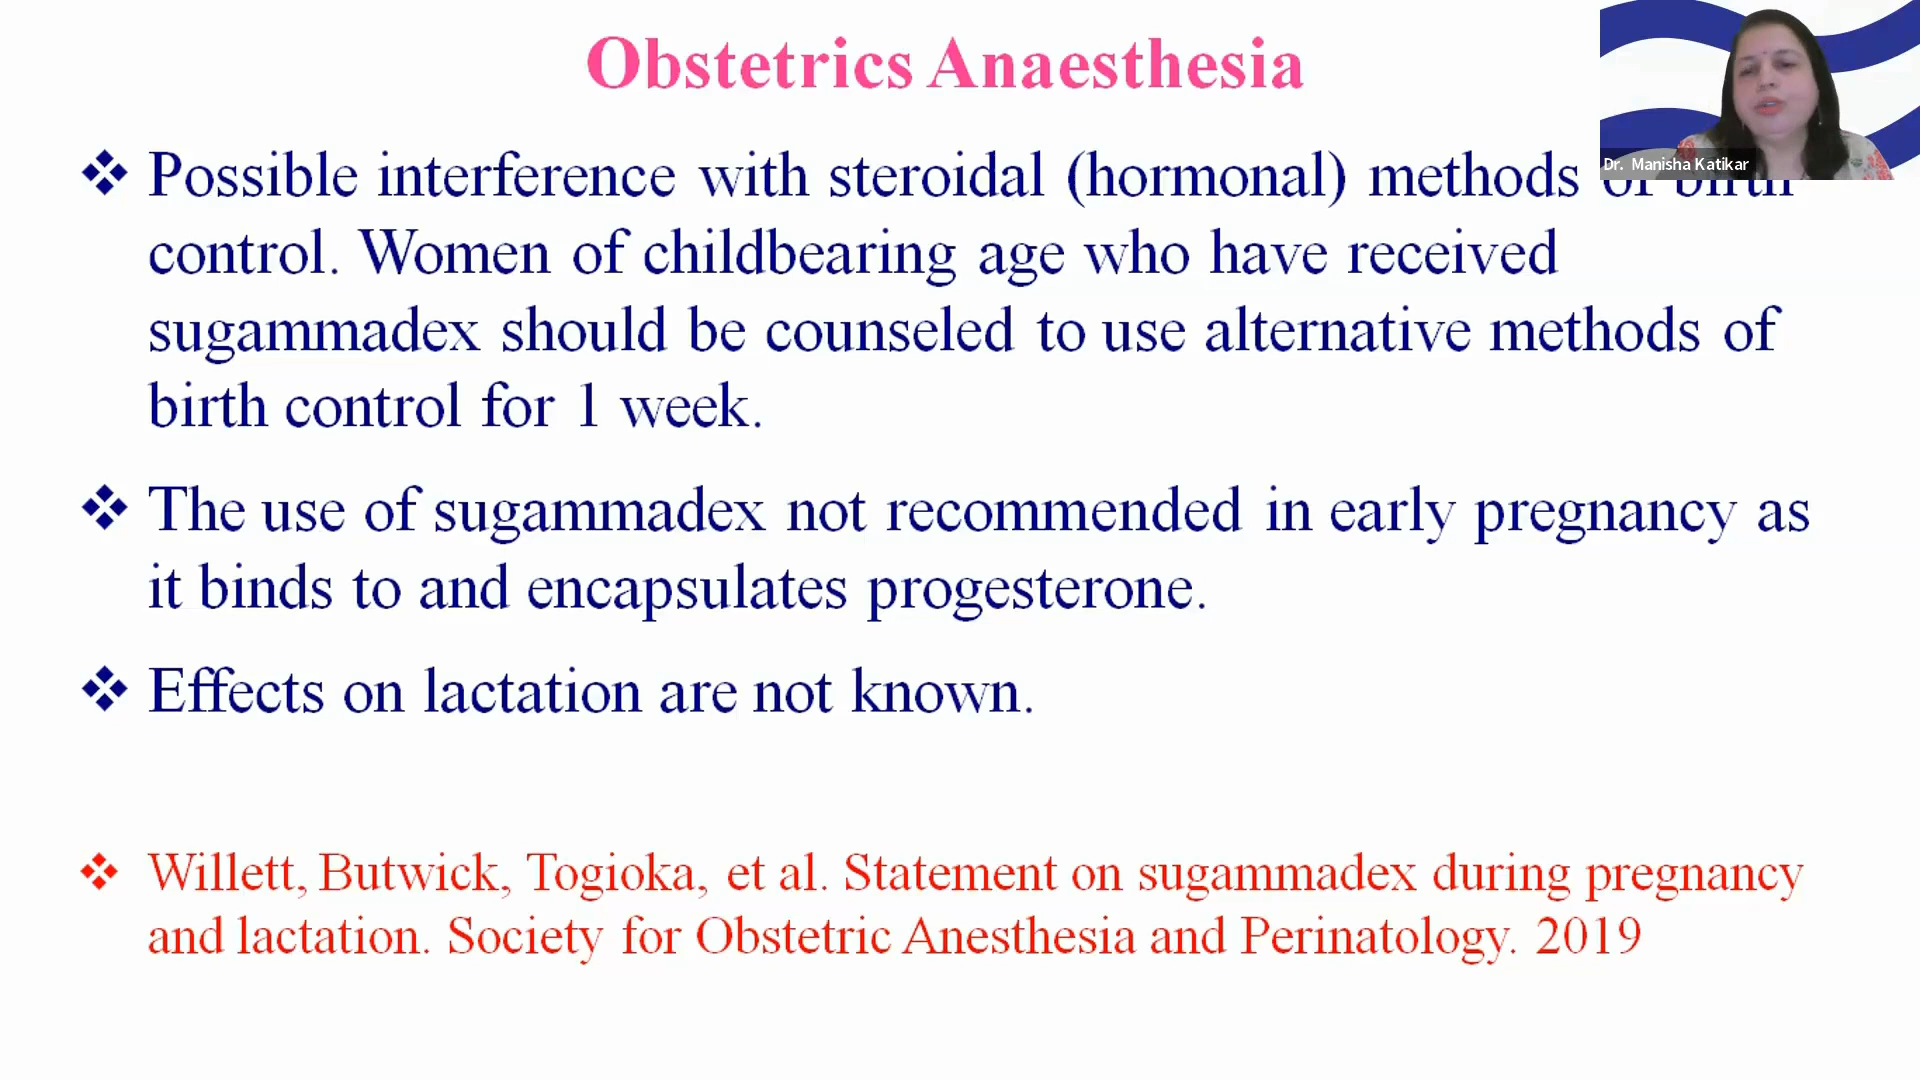 Obstetrics Anaesthesia
Dr. Manisha Katikar
❖ Possible interference with steroidal (hormonal) methods of birth
control. Women of childbearing age who have received
sugammadex should be counseled to use alternative methods of
birth control for 1 week.
❖ The use of sugammadex not recommended in early pregnancy as
it binds to and encapsulates progesterone.
❖ Effects on lactation are not known.
❖ Willett, Butwick, Togioka, et al. Statement on sugammadex during pregnancy
and lactation. Society for Obstetric Anesthesia and Perinatology. 2019